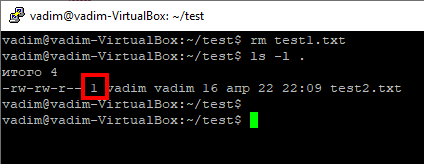 vadim@vadim-VirtualBox: ~/test
vadim@vadim-VirtualBox:~/test$ rm test1.txt
vadim@vadim-VirtualBox:~/test$ ls -l .
итого 4
-rw-rw-r-- 1 vadim vadim 16 апр 22 22:09 test2.txt
vadim@vadim-VirtualBox:~/test$
vadim@vadim-VirtualBox:~/test$